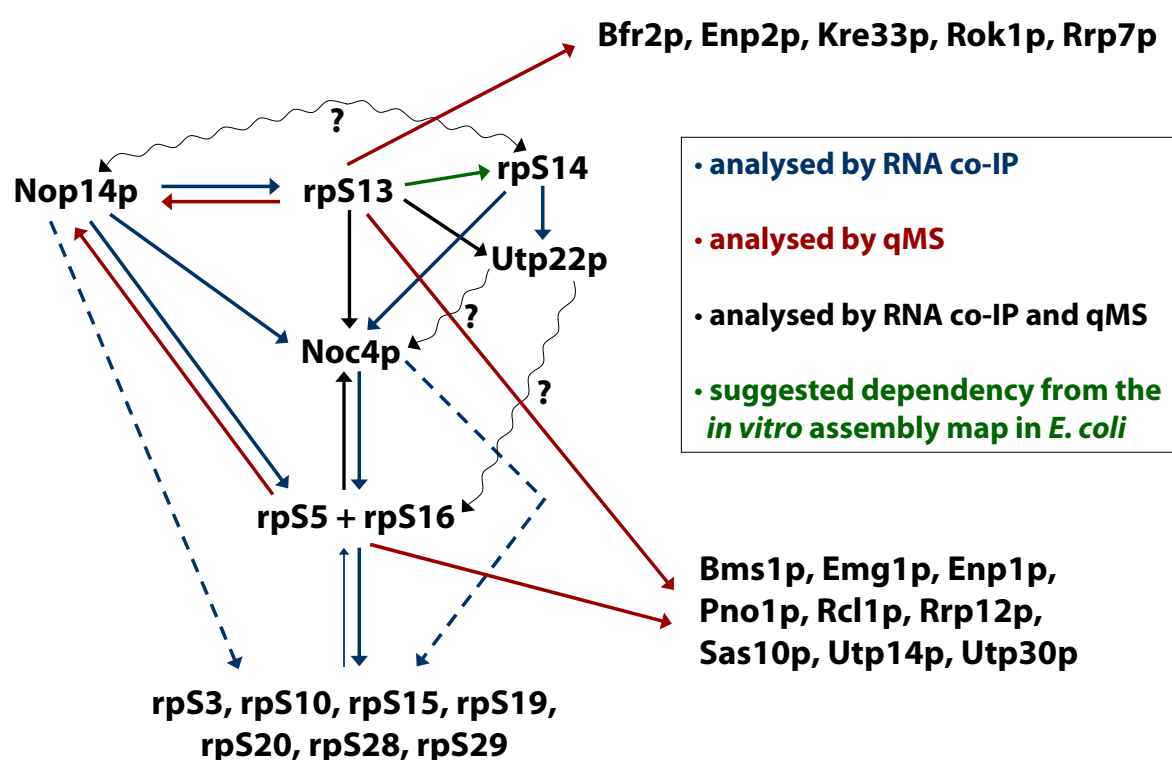 Bfr2p, Enp2p, Kre33p, Rok1p, Rrp7p
?
Nop14p
rpS13
rpS14
Utp22p
?
Noc4p
?
rpS5 + rpS16
rpS3, rpS10, rpS15, rpS19,
rpS20, rpS28, rpS29
• analysed by RNA co-IP
• analysed by qMS
• analysed by RNA co-IP and qMS
• suggested dependency from the
in vitro assembly map in E. coli
Bms1p, Emg1p, Enp1p,
Pno1p, Rcl1p, Rrp12p,
Sas10p, Utp14p, Utp30p